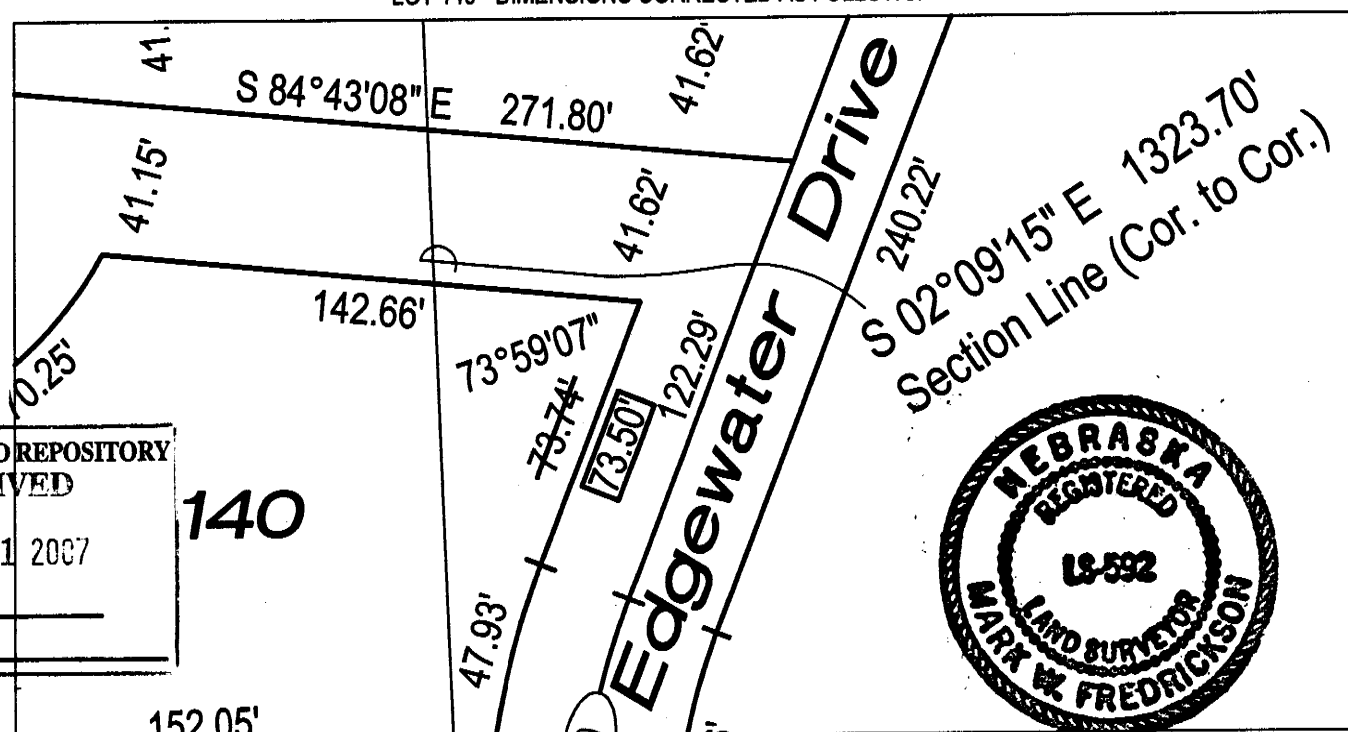 41.
S 84°43'08" E 271.80'
41.62'
41.15'
41.62'
142.66'
73°59'07"
73.74'
73.50'
122.29'
240.22'
Edgewater Drive
S 02°09'15" E 1323.70'
Section Line (Cor. to Cor.)
0.25'
REPOSITORY
140
1 2007
47.93'
152.05'
NEBRASKA
REGISTERED
LS-592
LAND SURVEYOR
MARK W. FREDRICKSON